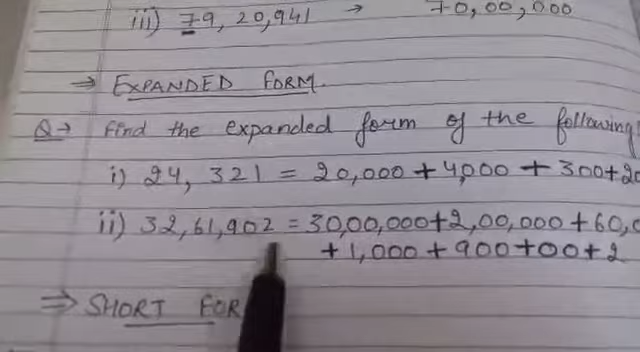 iii) 79, 20,941 → 70,00,000
⇒ EXPANDED FORM.
Q→ Find the expanded form of the following
i) 24, 321 = 20,000 + 4,000 + 300 + 20
ii) 32,61,902 = 30,00,000 + 2,00,000 + 60,0
+ 1,000 + 900 + 00 + 2
⇒ SHORT FOR